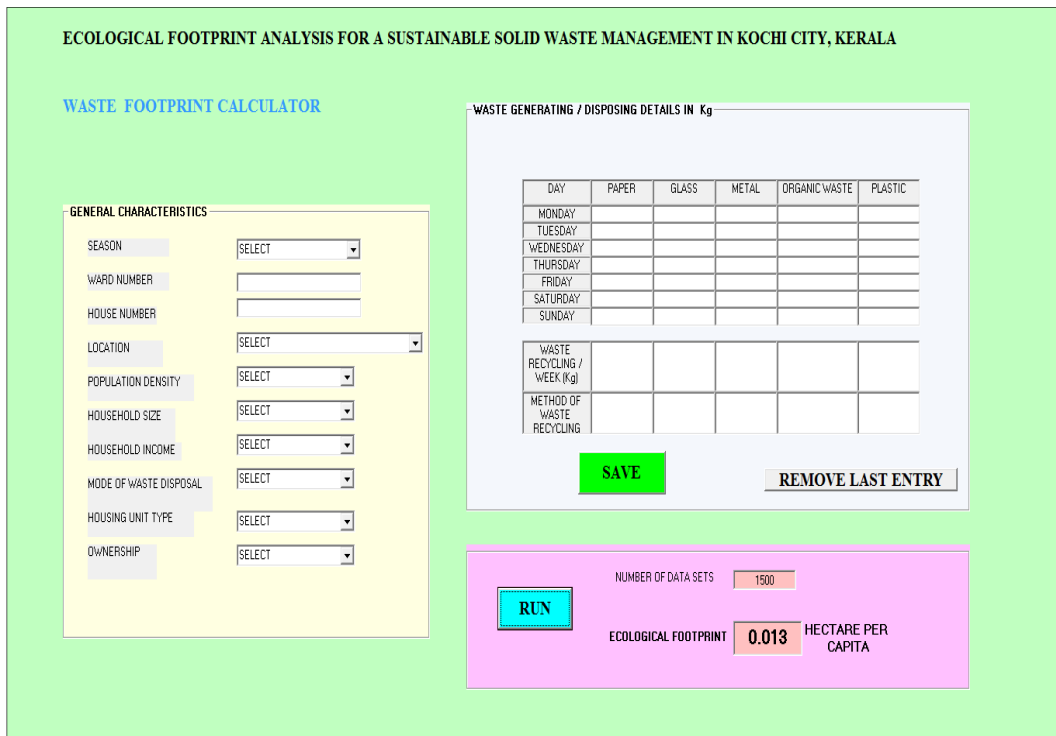 ECOLOGICAL FOOTPRINT ANALYSIS FOR A SUSTAINABLE SOLID WASTE MANAGEMENT IN KOCHI CITY, KERALA
WASTE FOOTPRINT CALCULATOR
GENERAL CHARACTERISTICS
SEASON SELECT
WARD NUMBER
HOUSE NUMBER
LOCATION SELECT
POPULATION DENSITY SELECT
HOUSEHOLD SIZE SELECT
HOUSEHOLD INCOME SELECT
MODE OF WASTE DISPOSAL SELECT
HOUSING UNIT TYPE SELECT
OWNERSHIP SELECT
WASTE GENERATING / DISPOSING DETAILS IN Kg
DAY PAPER GLASS METAL ORGANIC WASTE PLASTIC
MONDAY
TUESDAY
WEDNESDAY
THURSDAY
FRIDAY
SATURDAY
SUNDAY
WASTE
RECYCLING /
WEEK (Kg)
METHOD OF
WASTE
RECYCLING
SAVE
REMOVE LAST ENTRY
NUMBER OF DATA SETS 1500
RUN
ECOLOGICAL FOOTPRINT 0.013 HECTARE PER
CAPITA